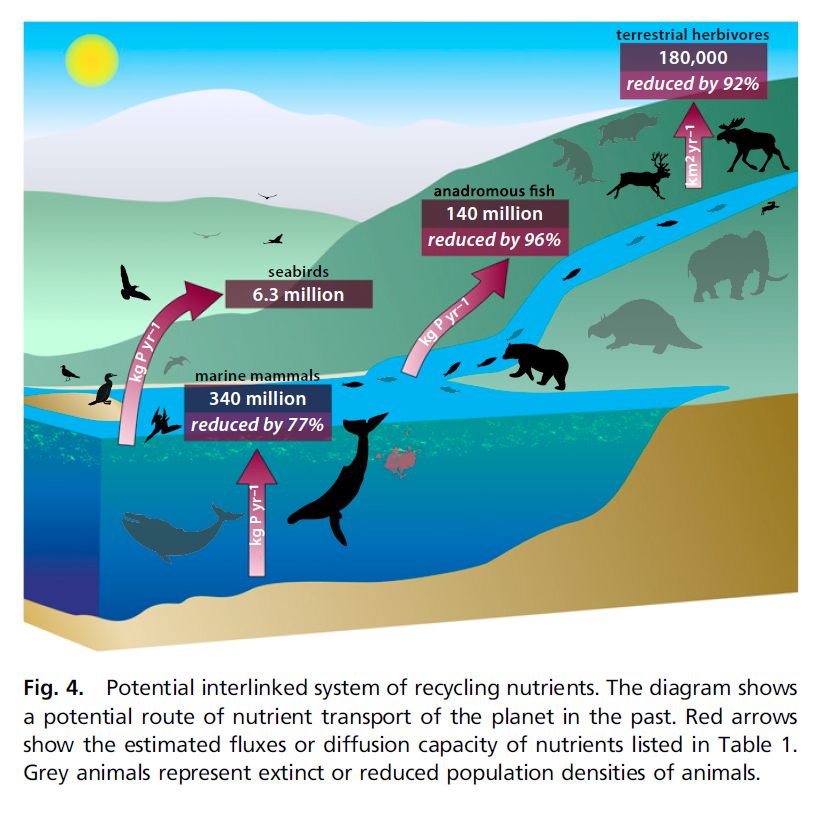 terrestrial herbivores
180,000
reduced by 92%
km² yr–1
anadromous fish
140 million
reduced by 96%
kg P yr–1
seabirds
6.3 million
kg P yr–1
marine mammals
340 million
reduced by 77%
kg P yr–1
Fig. 4. Potential interlinked system of recycling nutrients. The diagram shows
a potential route of nutrient transport of the planet in the past. Red arrows
show the estimated fluxes or diffusion capacity of nutrients listed in Table 1.
Grey animals represent extinct or reduced population densities of animals.